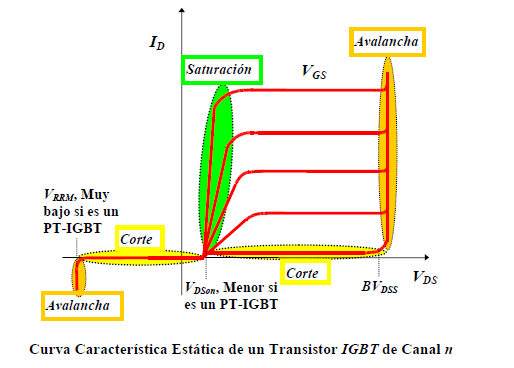 Avalancha
I_D
Saturación
V_GS
V_RRM, Muy
bajo si es un
PT-IGBT
Corte
Corte
V_DSon, Menor si
es un PT-IGBT
BV_DSS
V_DS
Avalancha
Curva Característica Estática de un Transistor IGBT de Canal n